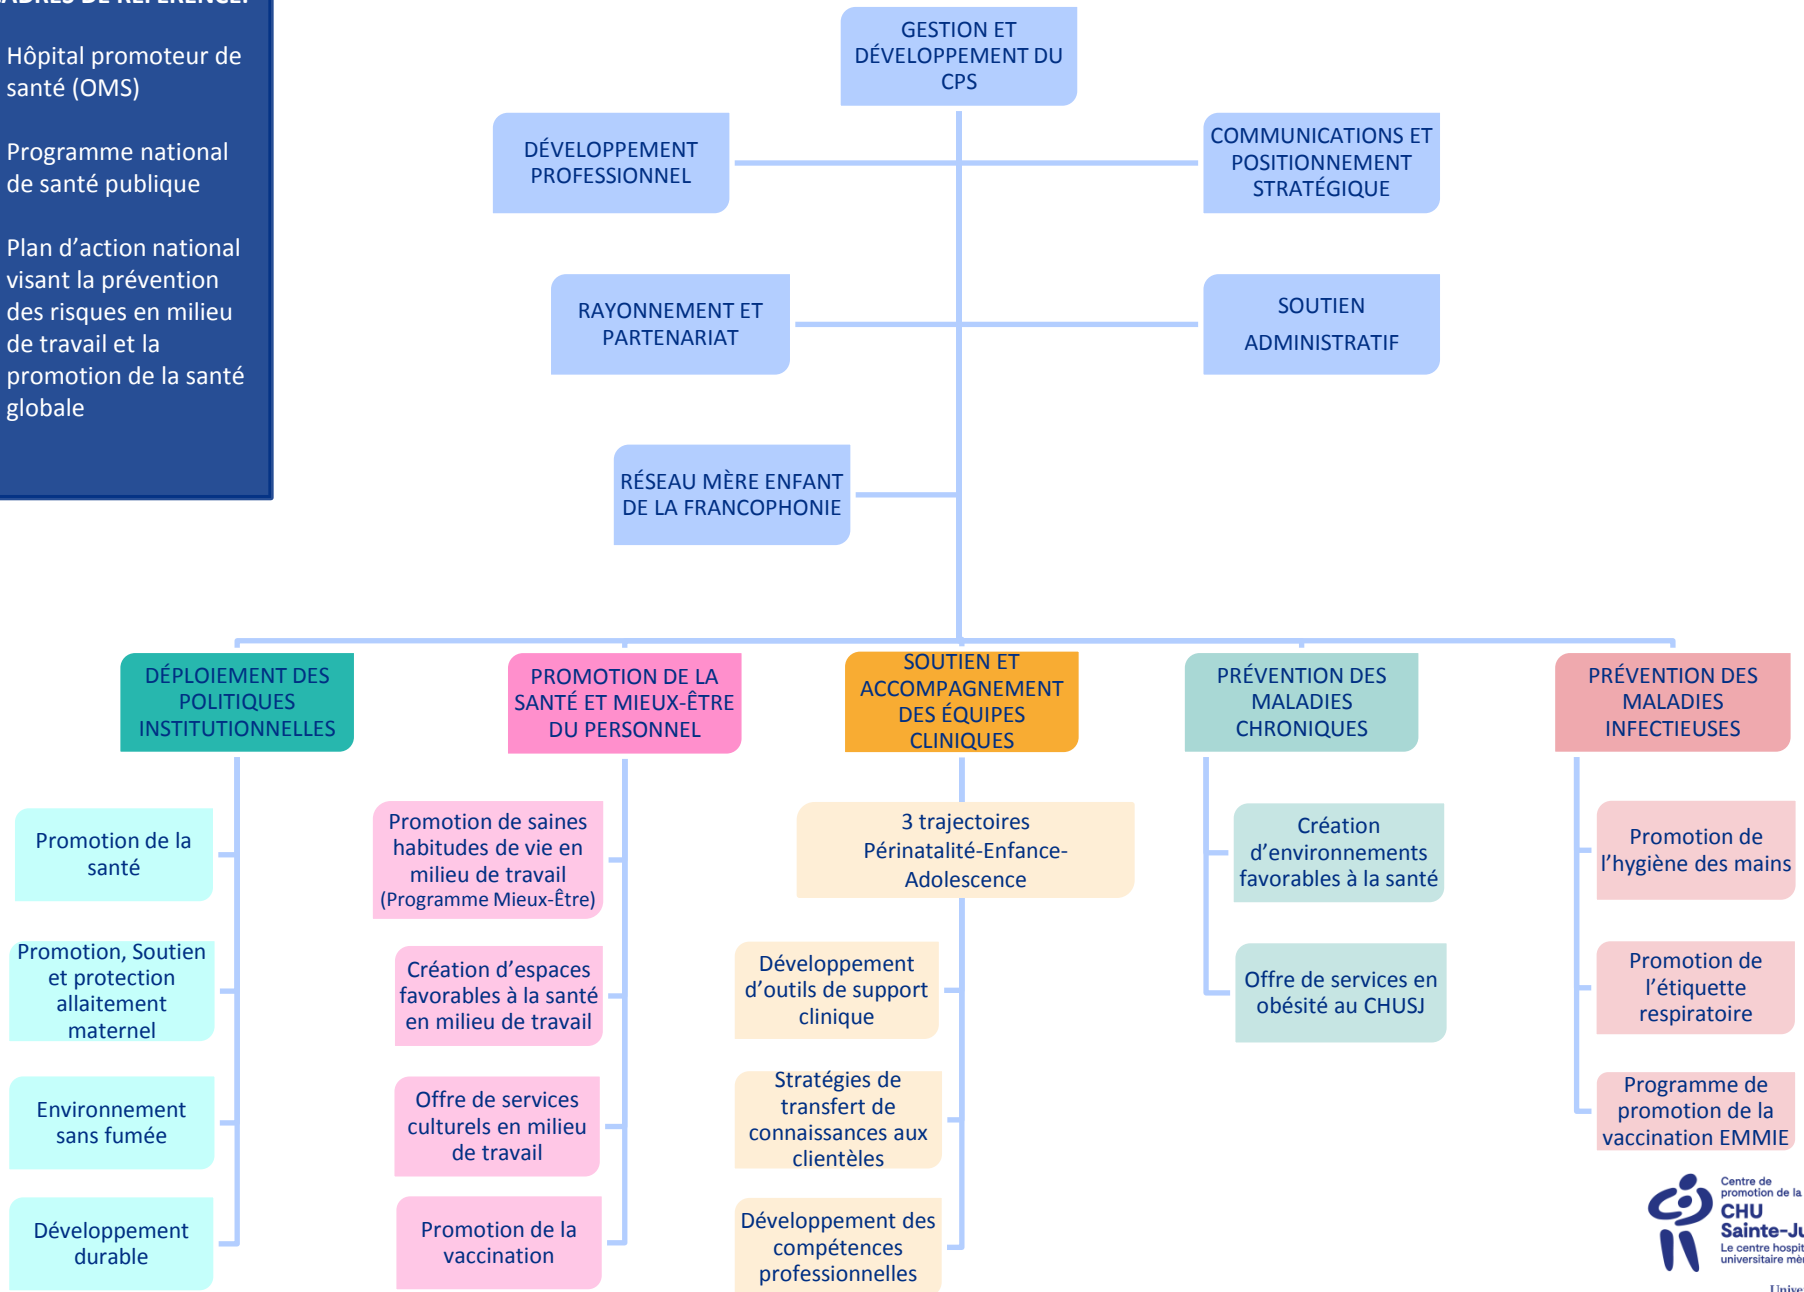 CADRES DE RÉFÉRENCE:
Hôpital promoteur de
santé (OMS)
Programme national
de santé publique
Plan d’action national
visant la prévention
des risques en milieu
de travail et la
promotion de la santé
globale
GESTION ET
DÉVELOPPEMENT DU
CPS
DÉVELOPPEMENT
PROFESSIONNEL
COMMUNICATIONS ET
POSITIONNEMENT
STRATÉGIQUE
RAYONNEMENT ET
PARTENARIAT
SOUTIEN
ADMINISTRATIF
RÉSEAU MÈRE ENFANT
DE LA FRANCOPHONIE
DÉPLOIEMENT DES
POLITIQUES
INSTITUTIONNELLES
Promotion de la
santé
Promotion, Soutien
et protection
allaitement
maternel
Environnement
sans fumée
Développement
durable
PROMOTION DE LA
SANTÉ ET MIEUX-ÊTRE
DU PERSONNEL
Promotion de saines
habitudes de vie en
milieu de travail
(Programme Mieux-Être)
Création d’espaces
favorables à la santé
en milieu de travail
Offre de services
culturels en milieu
de travail
Promotion de la
vaccination
SOUTIEN ET
ACCOMPAGNEMENT
DES ÉQUIPES
CLINIQUES
3 trajectoires
Périnatalité-Enfance-
Adolescence
Développement
d’outils de support
clinique
Stratégies de
transfert de
connaissances aux
clientèles
Développement des
compétences
professionnelles
PRÉVENTION DES
MALADIES
CHRONIQUES
Création
d’environnements
favorables à la santé
Offre de services en
obésité au CHUSJ
PRÉVENTION DES
MALADIES
INFECTIEUSES
Promotion de
l’hygiène des mains
Promotion de
l’étiquette
respiratoire
Programme de
promotion de la
vaccination EMMIE
Centre de
promotion de la
CHU
Le centre
universitaire